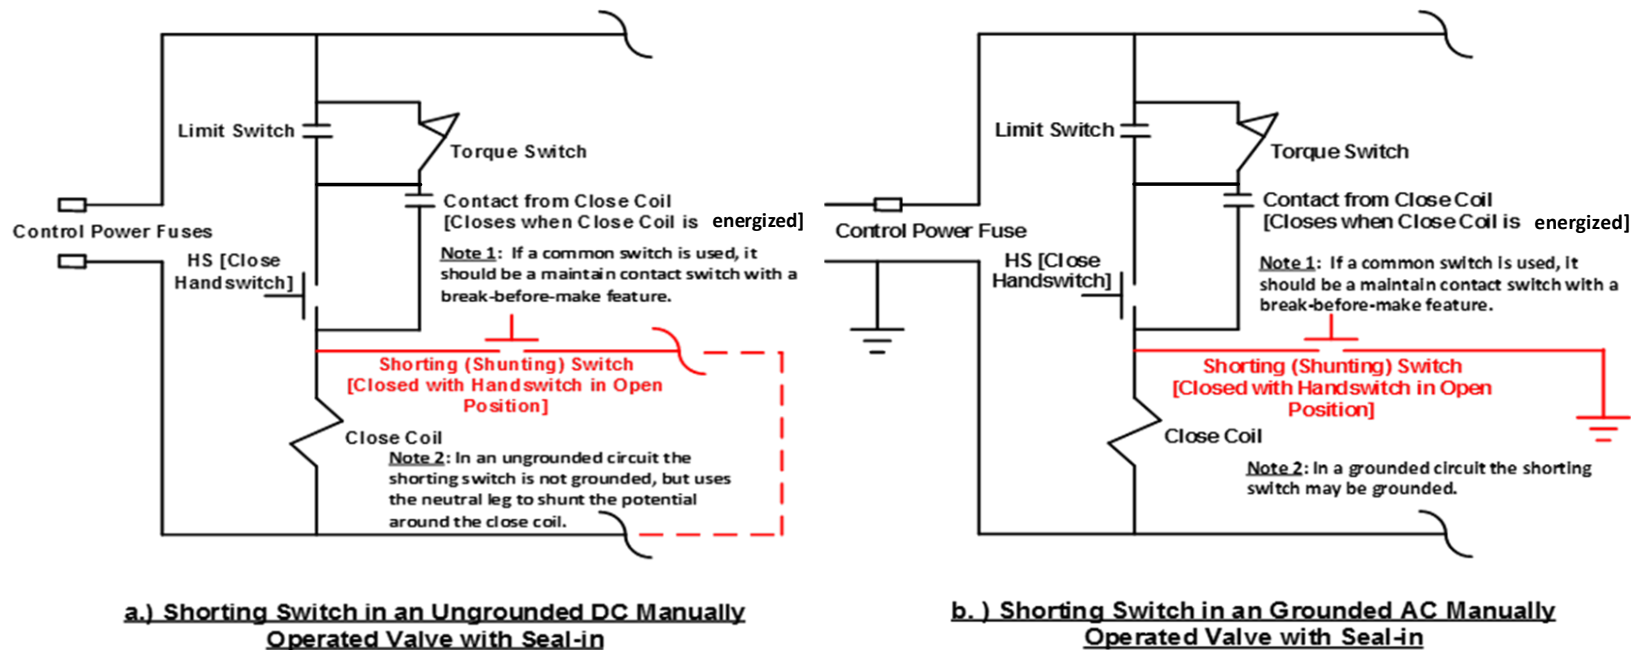 Limit Switch
Torque Switch
Contact from Close Coil
[Closes when Close Coil is energized]
Control Power Fuses
HS [Close
Handswitch]
Note 1: If a common switch is used, it
should be a maintain contact switch with a
break-before-make feature.
Shorting (Shunting) Switch
[Closed with Handswitch in Open
Position]
Close Coil
Note 2: In an ungrounded circuit the
shorting switch is not grounded, but uses
the neutral leg to shunt the potential
around the close coil.
a.) Shorting Switch in an Ungrounded DC Manually
Operated Valve with Seal-in
Limit Switch
Torque Switch
Contact from Close Coil
[Closes when Close Coil is energized]
Control Power Fuse
HS [Close
Handswitch]
Note 1: If a common switch is used, it
should be a maintain contact switch with a
break-before-make feature.
Shorting (Shunting) Switch
[Closed with Handswitch in Open
Position]
Close Coil
Note 2: In a grounded circuit the shorting
switch may be grounded.
b. ) Shorting Switch in an Grounded AC Manually
Operated Valve with Seal-in